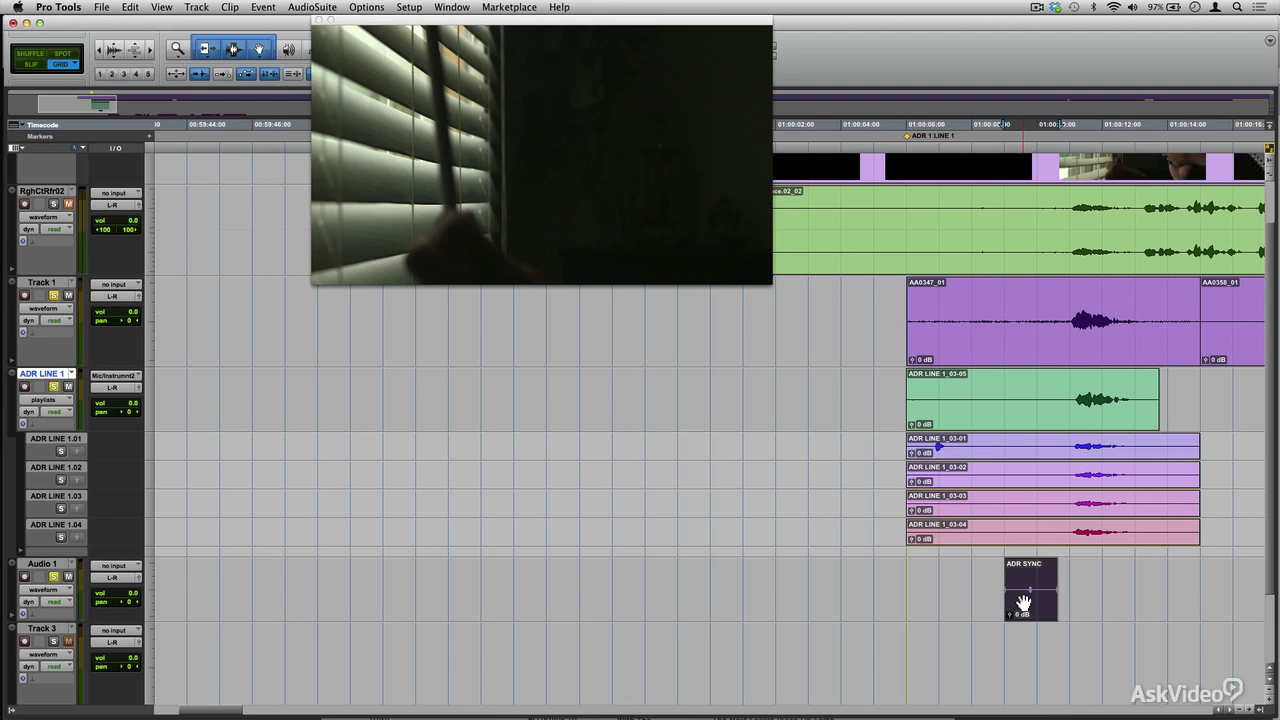 Pro Tools File Edit View Track Clip Event AudioSuite Options Setup Window Marketplace Help
97%
SHUFFLE SPOT
SLIP GRID
1 2 3 4 5
Timecode
00 00:59:44:00 00:59:46:00 01:00:02:00 01:00:04:00 01:00:06:00 01:00:12:00 01:00:14:00
Markers
ADR 1 LINE 1
I / O
RghCtRfr02
no input
L-R
waveform
dyn read
vol 0.0
100 100
nce.02_02
Track 1
no input
L-R
S M
waveform
dyn read
vol 0.0
pan 0
AA0347_01
AA0358_01
0 dB
0 dB
ADR LINE 1
Mic/Instrumnt2
L-R
S M
playlists
dyn read
vol 0.0
pan 0
ADR LINE 1_03-05
0 dB
ADR LINE 1.01
S
ADR LINE 1_03-01
0 dB
ADR LINE 1.02
S
ADR LINE 1_03-02
0 dB
ADR LINE 1.03
S
ADR LINE 1_03-03
0 dB
ADR LINE 1.04
S
ADR LINE 1_03-04
0 dB
Audio 1
no input
L-R
S M
waveform
dyn read
vol 0.0
pan 0
ADR SYNC
0 dB
Track 3
no input
L-R
S M
waveform
dyn read
vol 0.0
pan 0
AskVideo